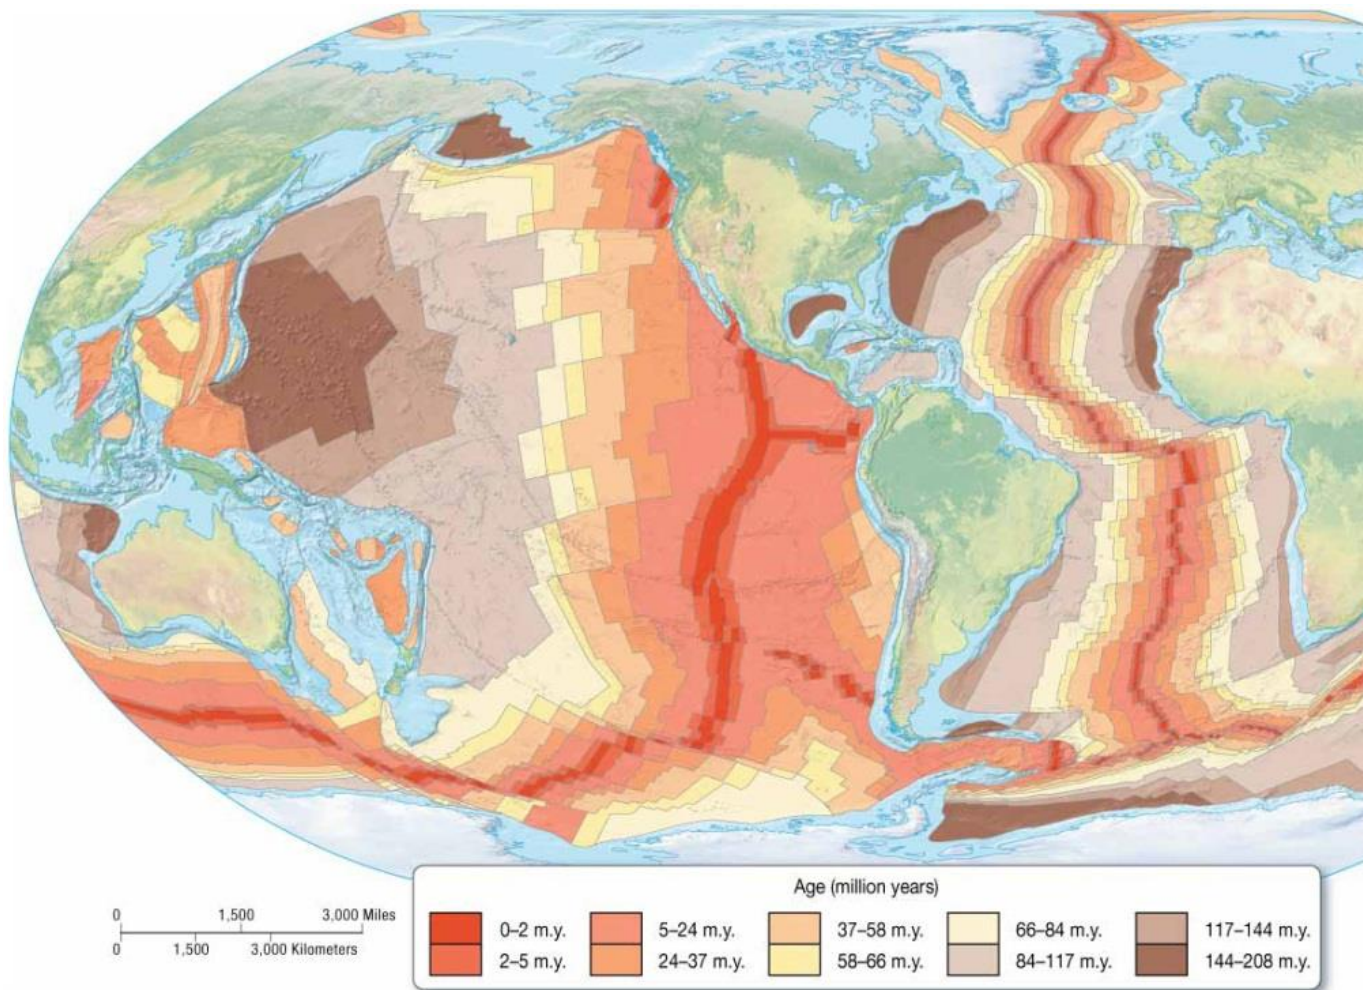 Age (million years)
0–2 m.y.
5–24 m.y.
37–58 m.y.
66–84 m.y.
117–144 m.y.
2–5 m.y.
24–37 m.y.
58–66 m.y.
84–117 m.y.
144–208 m.y.
0 1,500 3,000 Miles
0 1,500 3,000 Kilometers